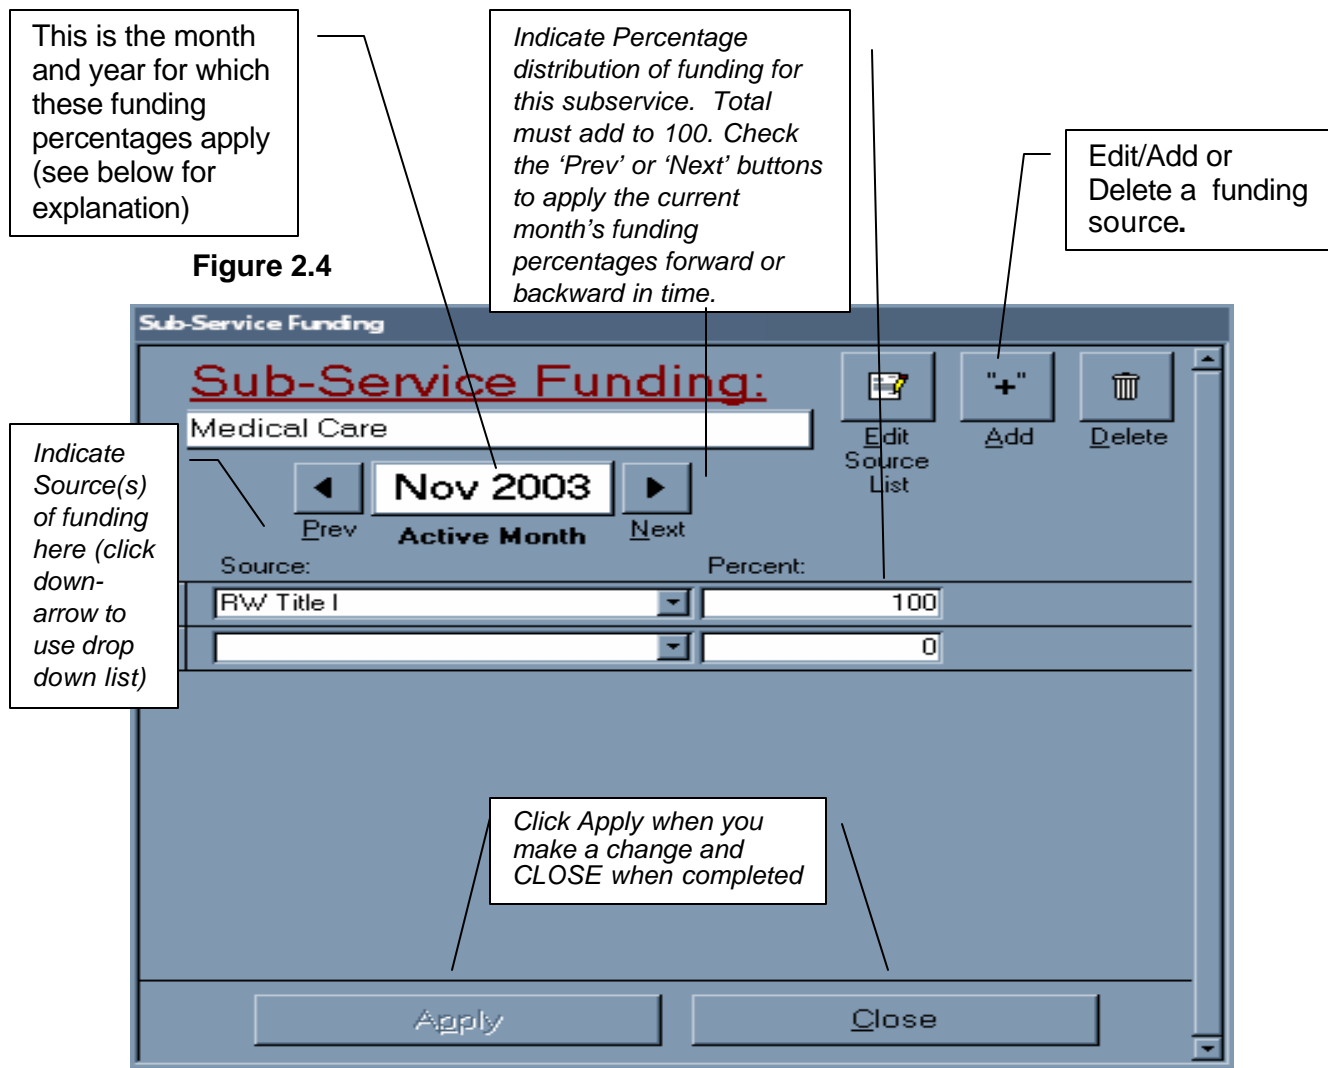 This is the month
and year for which
these funding
percentages apply
(see below for
explanation)
Indicate Percentage
distribution of funding for
this subservice.  Total
must add to 100. Check
the ‘Prev’ or ‘Next’ buttons
to apply the current
month’s funding
percentages forward or
backward in time.
Edit/Add or
Delete a  funding
source.
Figure 2.4
Sub-Service Funding
Sub-Service Funding:
Medical Care
"+"
Edit
Source
List
Add
Delete
Indicate
Source(s)
of funding
here (click
down-
arrow to
use drop
down list)
Nov 2003
Prev
Active Month
Next
Source:
Percent:
RW Title I
100
0
Click Apply when you
make a change and
CLOSE when completed
Apply
Close